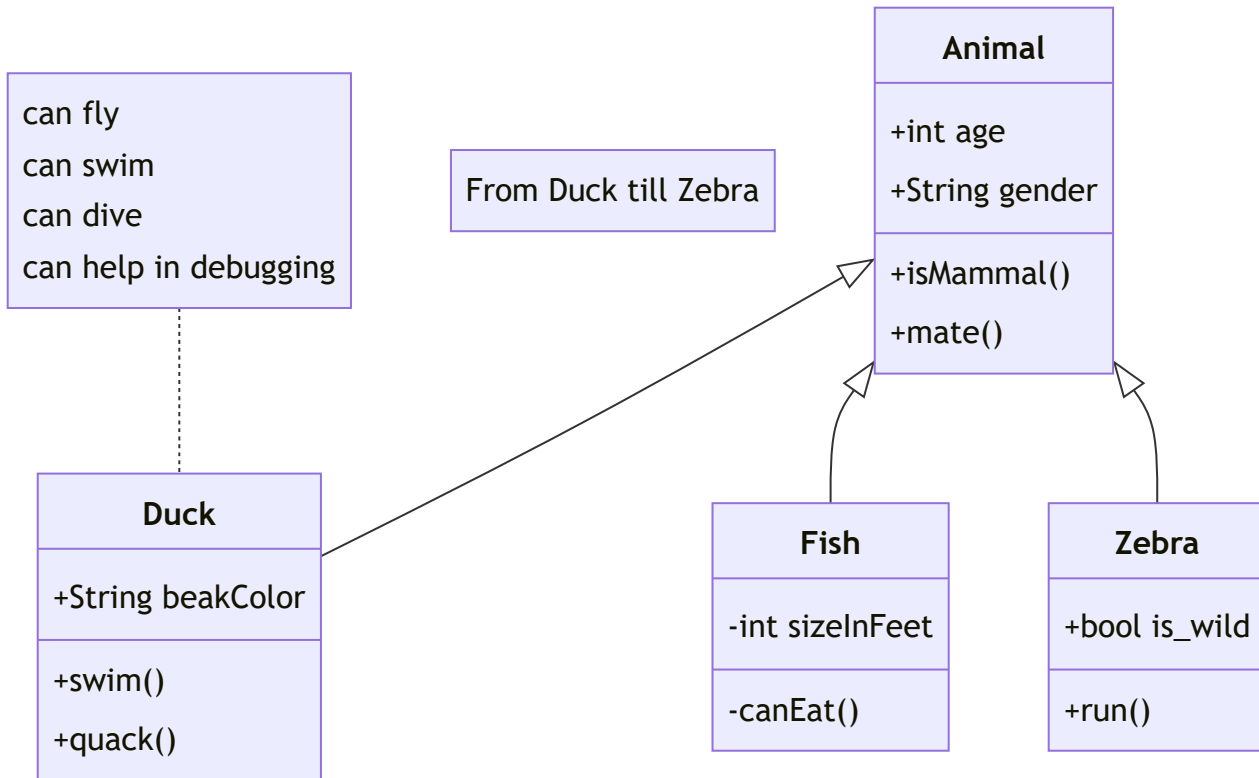 can fly
can swim
can dive
can help in debugging
From Duck till Zebra
Animal
+int age
+String gender
+isMammal()
+mate()
Duck
+String beakColor
+swim()
+quack()
Fish
-int sizeInFeet
-canEat()
Zebra
+bool is_wild
+run()